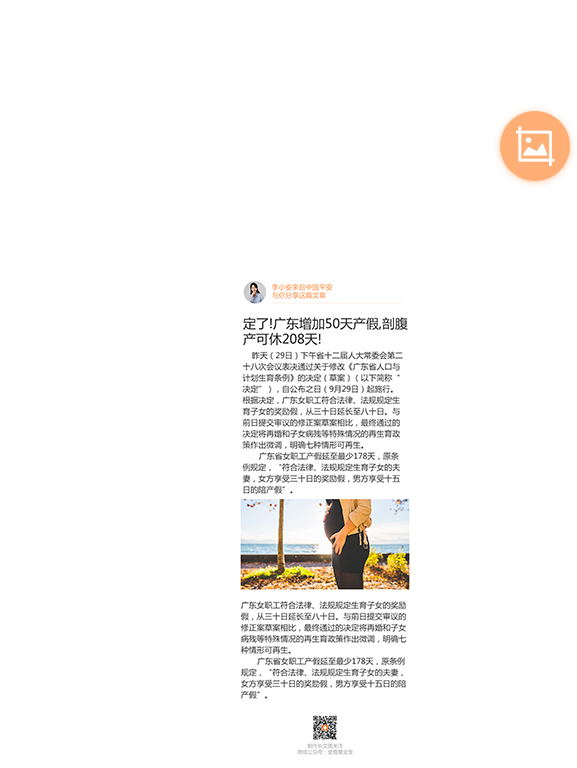 李小安来自中国平安
与你分享这篇文章
定了!广东增加50天产假,剖腹
产可休208天!
昨天（29日）下午省十二届人大常委会第二
十八次会议表决通过关于修改《广东省人口与
计划生育条例》的决定（草案）（以下简称“
决定”），自公布之日（9月29日）起施行。
根据决定，广东女职工符合法律、法规规定生
育子女的奖励假，从三十日延长至八十日。与
前日提交审议的修正案草案相比，最终通过的
决定将再婚和子女病残等特殊情况的再生育政
策作出微调，明确七种情形可再生。
广东省女职工产假延至最少178天，原条
例规定，“符合法律、法规规定生育子女的夫
妻，女方享受三十日的奖励假，男方享受十五
日的陪产假”。
广东女职工符合法律、法规规定生育子女的奖励
假，从三十日延长至八十日。与前日提交审议的
修正案草案相比，最终通过的决定将再婚和子女
病残等特殊情况的再生育政策作出微调，明确七
种情形可再生。
广东省女职工产假延至最少178天，原条例
规定，“符合法律、法规规定生育子女的夫妻，
女方享受三十日的奖励假，男方享受十五日的陪
产假”。
制作长文图关注
微信公众号：金管家宝宝